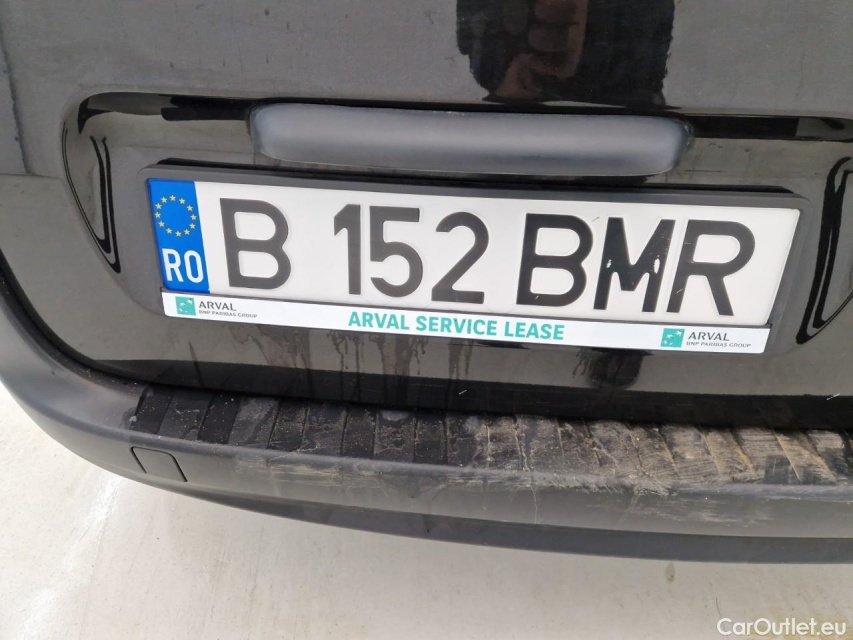 RO
B 152 BMR
ARVAL
BNP PARIBAS GROUP
ARVAL SERVICE LEASE
ARVAL
BNP PARIBAS GROUP
CarOutlet.eu